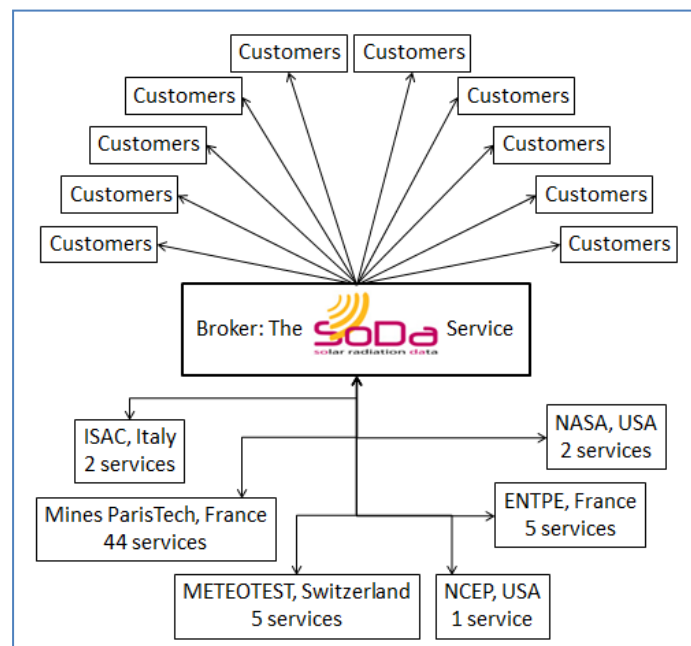 Customers
Customers
Customers
Customers
Customers
Customers
Customers
Customers
Customers
Customers
Broker: The SoDa Service
solar radiation data
ISAC, Italy
2 services
NASA, USA
2 services
Mines ParisTech, France
44 services
ENTPE, France
5 services
METEOTEST, Switzerland
5 services
NCEP, USA
1 service